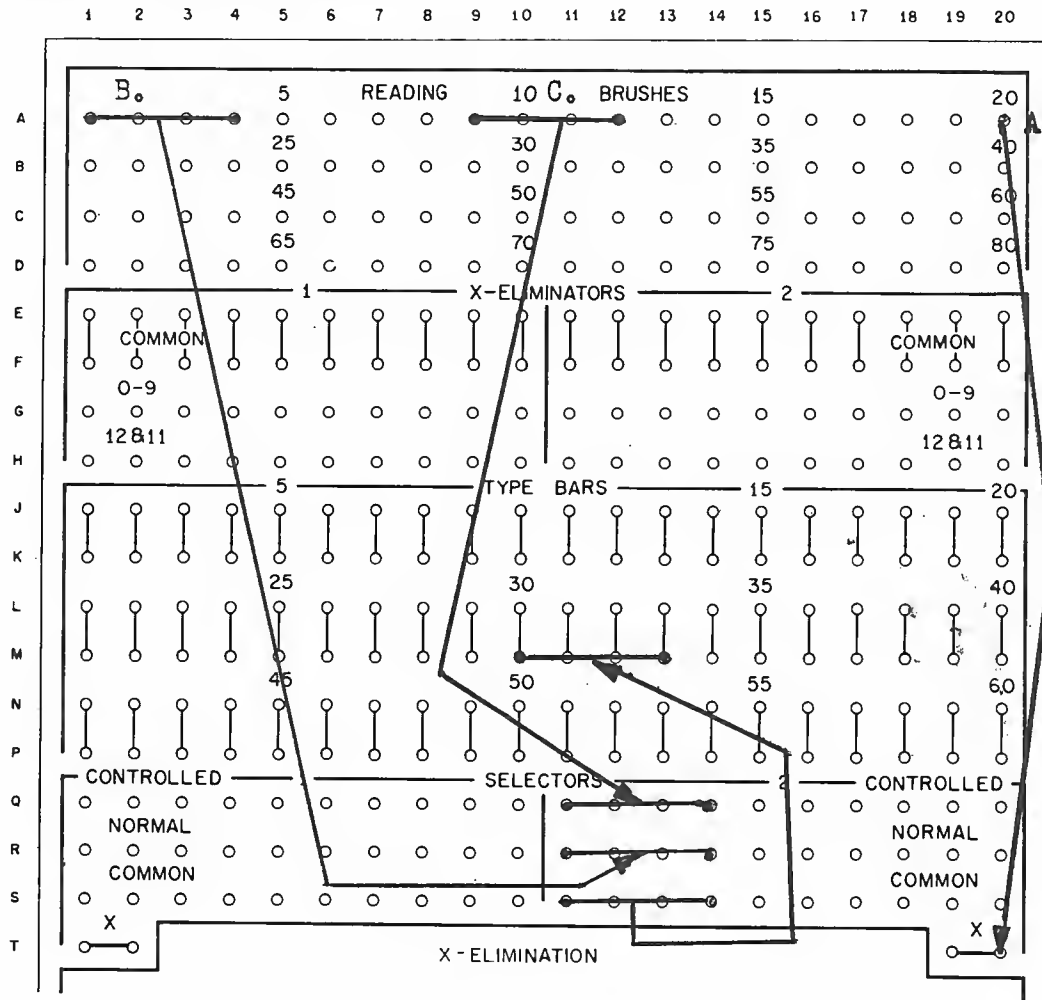 1 2 3 4 5 6 7 8 9 10 11 12 13 14 15 16 17 18 19 20
B. 5 READING 10 C. BRUSHES 15 20
A A
25 30 35 40
B
45 50 55 60
C
65 70 75 80
D
1 X-ELIMINATORS 2
E
COMMON COMMON
F
0-9 0-9
G
12&11 12&11
H
5 TYPE BARS 15 20
J
K
25 30 35 40
L
M
45 50 55 60
N
P
CONTROLLED SELECTORS 2 CONTROLLED
Q
NORMAL NORMAL
R
COMMON COMMON
S
X X
T X-ELIMINATION